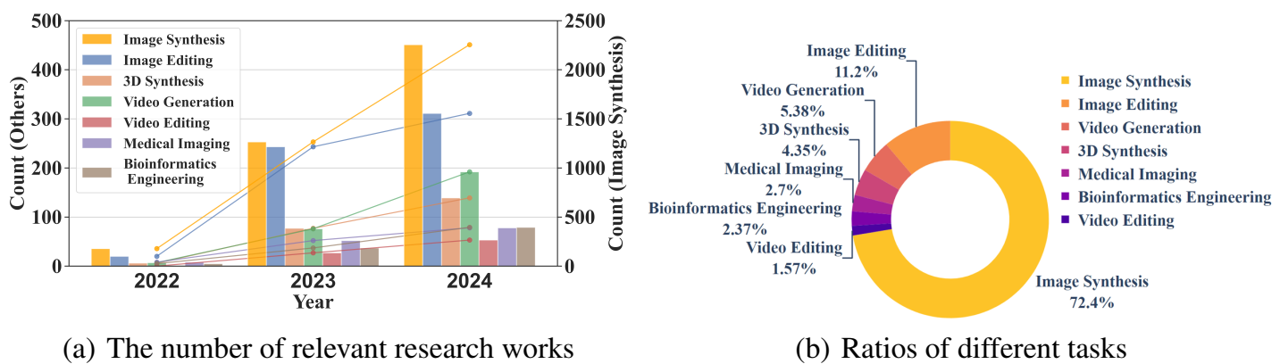 500
400
300
200
100
0
Count (Others)
Image Synthesis
Image Editing
3D Synthesis
Video Generation
Video Editing
Medical Imaging
Bioinformatics
Engineering
2022
2023
2024
Year
2500
2000
1500
1000
500
0
Count (Image Synthesis)
(a) The number of relevant research works
Image Editing
11.2%
Video Generation
5.38%
3D Synthesis
4.35%
Medical Imaging
2.7%
Bioinformatics Engineering
2.37%
Video Editing
1.57%
Image Synthesis
72.4%
Image Synthesis
Image Editing
Video Generation
3D Synthesis
Medical Imaging
Bioinformatics Engineering
Video Editing
(b) Ratios of different tasks